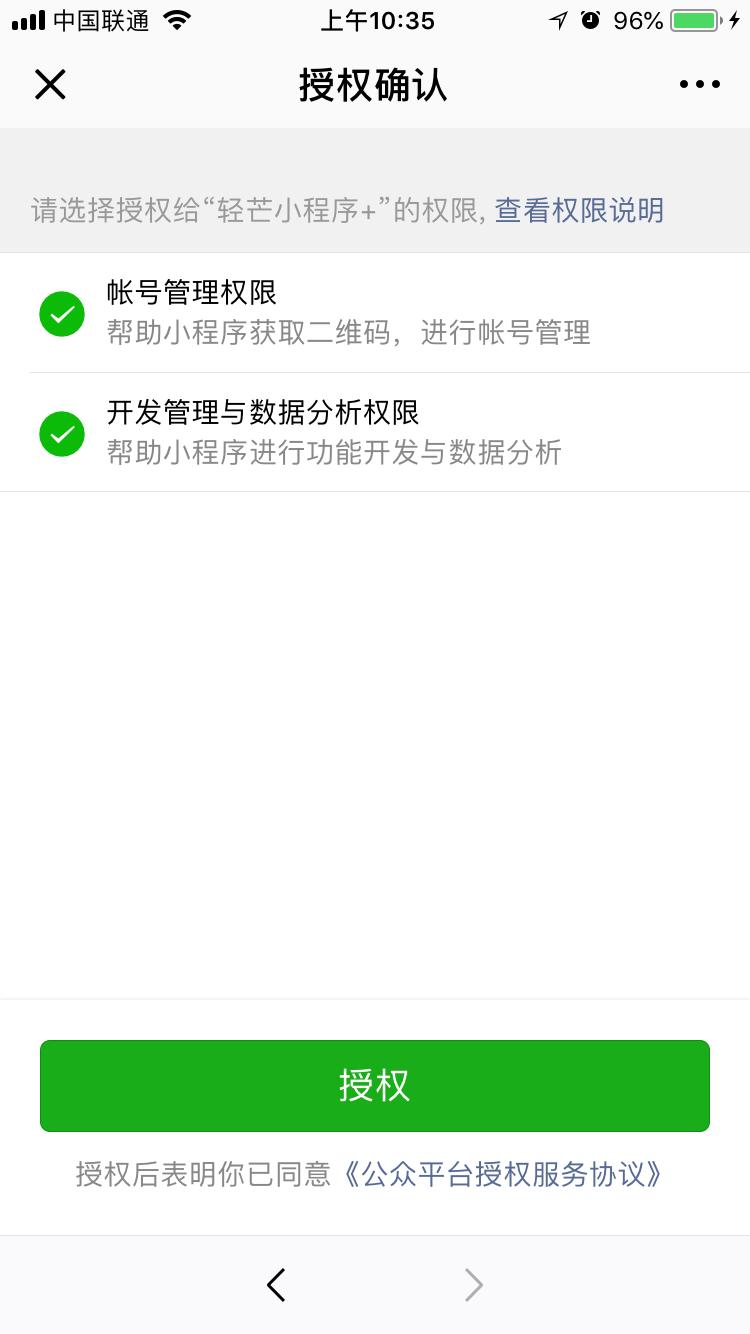 中国联通 上午10:35 96%
授权确认
请选择授权给“轻芒小程序+”的权限, 查看权限说明
帐号管理权限
帮助小程序获取二维码，进行帐号管理
开发管理与数据分析权限
帮助小程序进行功能开发与数据分析
授权
授权后表明你已同意《公众平台授权服务协议》